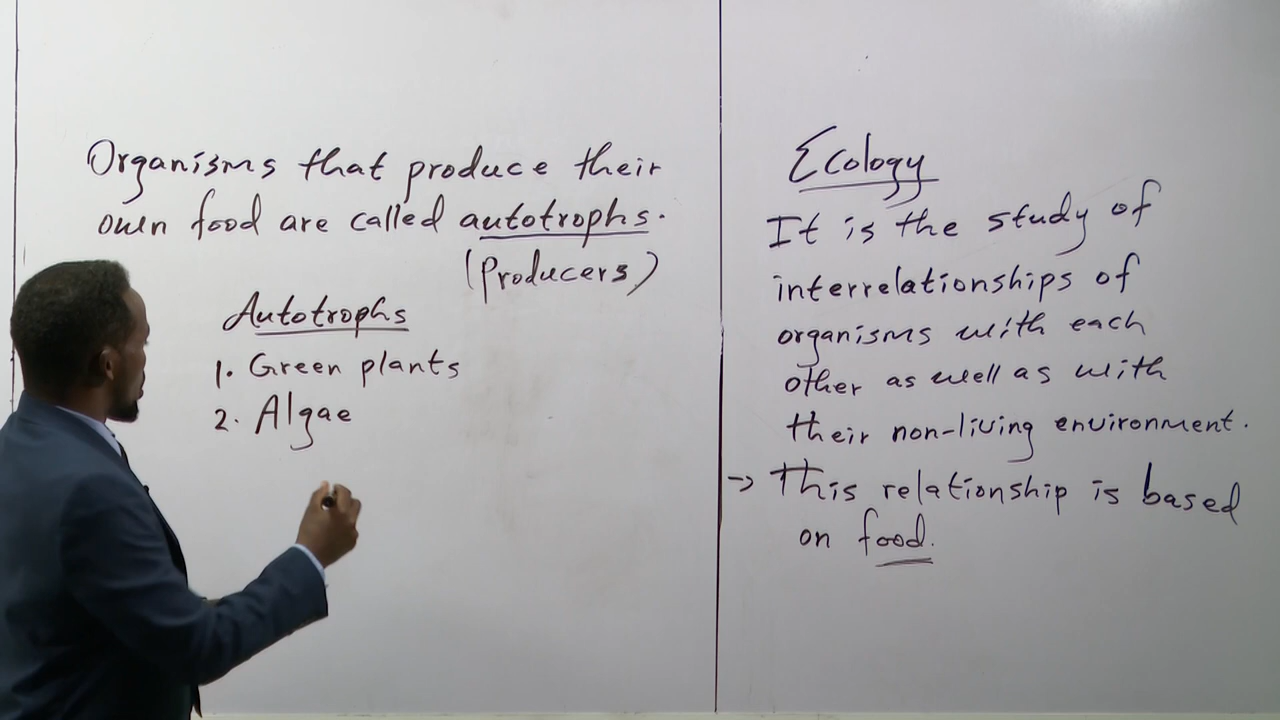 Organisms that produce their
own food are called autotrophs.
(Producers)
Autotrophs
1. Green plants
2. Algae
Ecology
It is the study of
interrelationships of
organisms with each
other as well as with
their non-living environment.
→ This relationship is based
on food.